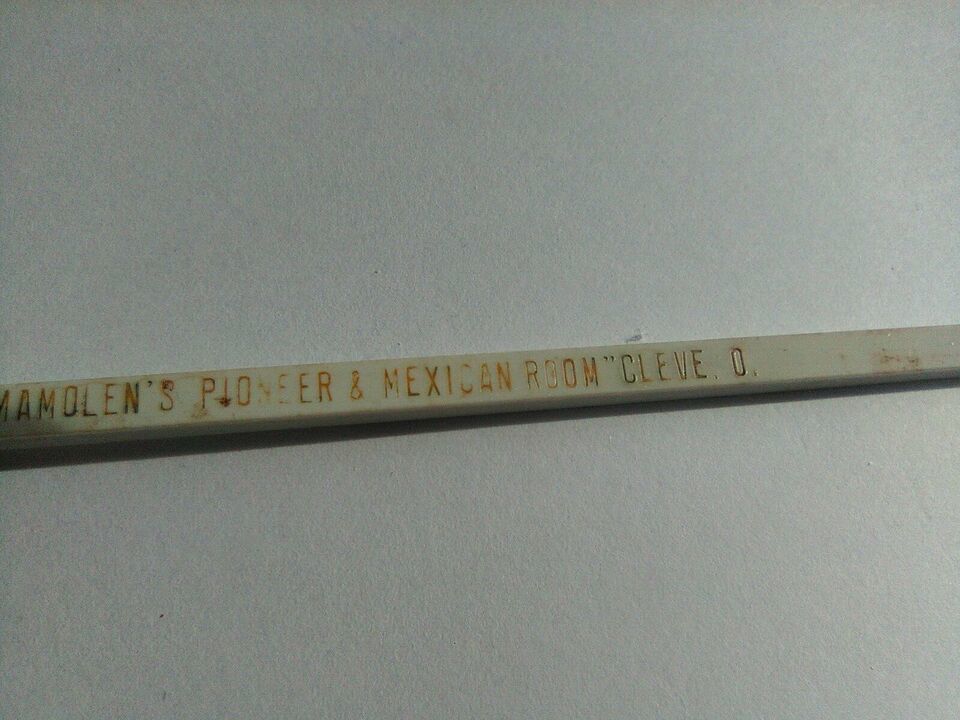 MAMOLEN'S PIONEER & MEXICAN ROOM" CLEVE. O.